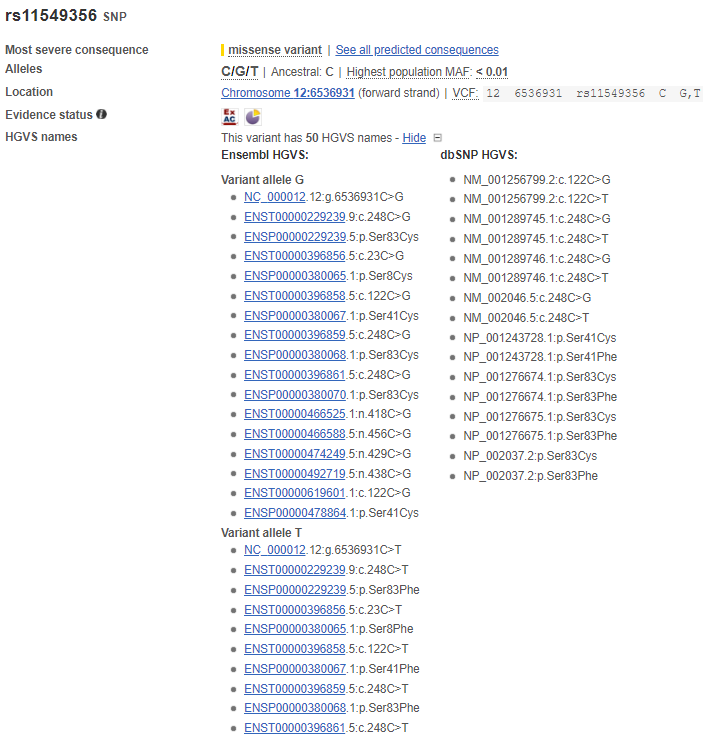 rs11549356 SNP
Most severe consequence missense variant | See all predicted consequences
Alleles C/G/T | Ancestral: C | Highest population MAF: < 0.01
Location Chromosome 12:6536931 (forward strand) | VCF: 12 6536931 rs11549356 C G,T
Evidence status i Ex AC
HGVS names This variant has 50 HGVS names - Hide
Ensembl HGVS:
Variant allele G
NC_000012.12:g.6536931C>G
ENST00000229239.9:c.248C>G
ENSP00000229239.5:p.Ser83Cys
ENST00000396856.5:c.23C>G
ENSP00000380065.1:p.Ser8Cys
ENST00000396858.5:c.122C>G
ENSP00000380067.1:p.Ser41Cys
ENST00000396859.5:c.248C>G
ENSP00000380068.1:p.Ser83Cys
ENST00000396861.5:c.248C>G
ENSP00000380070.1:p.Ser83Cys
ENST00000466525.1:n.418C>G
ENST00000466588.5:n.456C>G
ENST00000474249.5:n.429C>G
ENST00000492719.5:n.438C>G
ENST00000619601.1:c.122C>G
ENSP00000478864.1:p.Ser41Cys
Variant allele T
NC_000012.12:g.6536931C>T
ENST00000229239.9:c.248C>T
ENSP00000229239.5:p.Ser83Phe
ENST00000396856.5:c.23C>T
ENSP00000380065.1:p.Ser8Phe
ENST00000396858.5:c.122C>T
ENSP00000380067.1:p.Ser41Phe
ENST00000396859.5:c.248C>T
ENSP00000380068.1:p.Ser83Phe
ENST00000396861.5:c.248C>T
dbSNP HGVS:
NM_001256799.2:c.122C>G
NM_001256799.2:c.122C>T
NM_001289745.1:c.248C>G
NM_001289745.1:c.248C>T
NM_001289746.1:c.248C>G
NM_001289746.1:c.248C>T
NM_002046.5:c.248C>G
NM_002046.5:c.248C>T
NP_001243728.1:p.Ser41Cys
NP_001243728.1:p.Ser41Phe
NP_001276674.1:p.Ser83Cys
NP_001276674.1:p.Ser83Phe
NP_001276675.1:p.Ser83Cys
NP_001276675.1:p.Ser83Phe
NP_002037.2:p.Ser83Cys
NP_002037.2:p.Ser83Phe